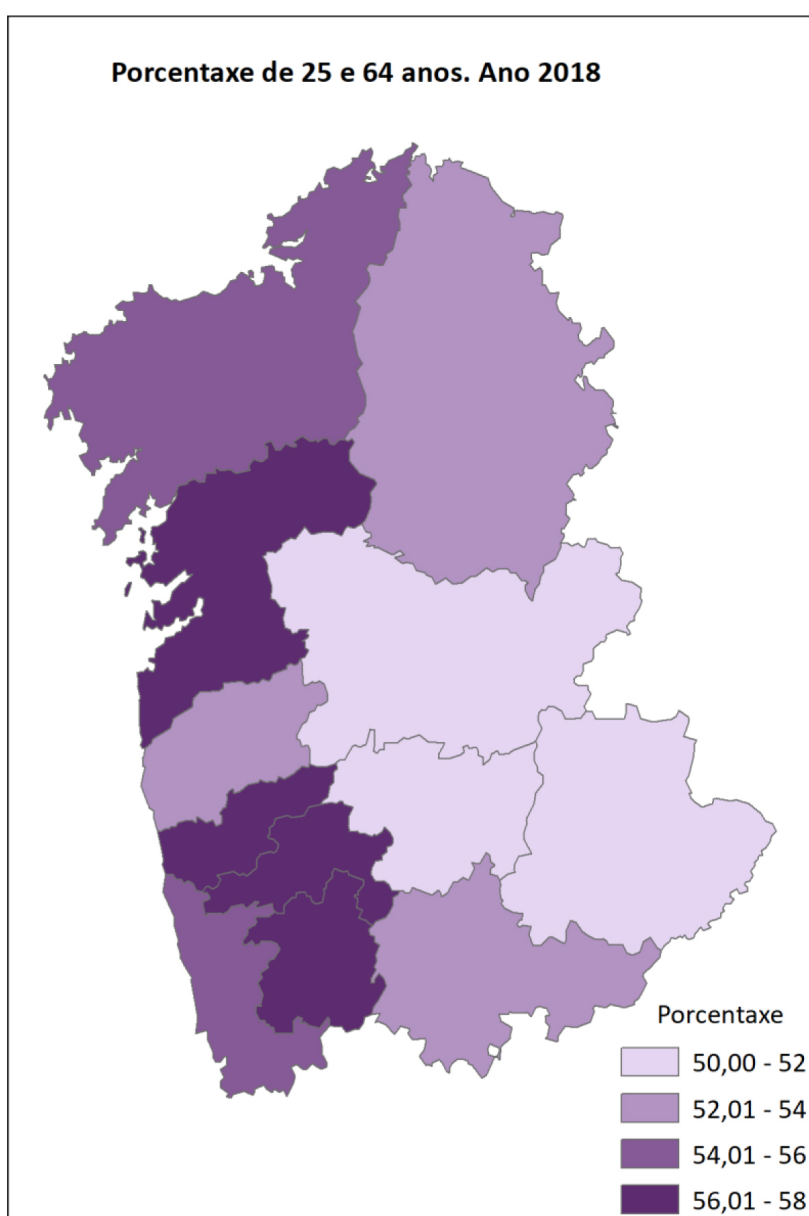 Porcentaxe de 25 e 64 anos. Ano 2018
Porcentaxe
50,00 - 52
52,01 - 54
54,01 - 56
56,01 - 58